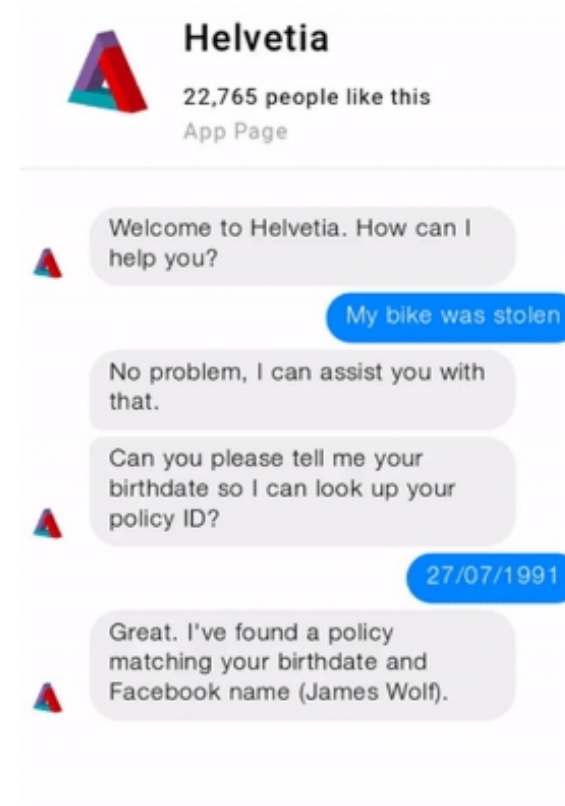 Helvetia
22,765 people like this
App Page
Welcome to Helvetia. How can I
help you?
My bike was stolen
No problem, I can assist you with
that.
Can you please tell me your
birthdate so I can look up your
policy ID?
27/07/1991
Great. I've found a policy
matching your birthdate and
Facebook name (James Wolf).